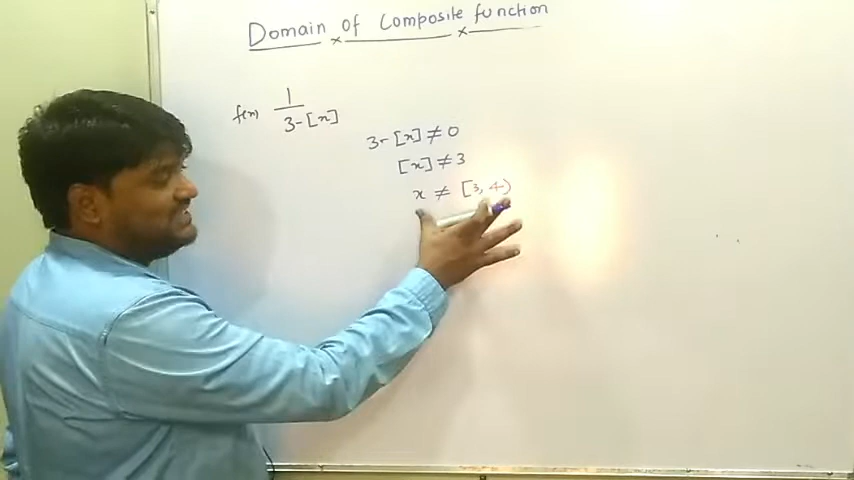 Domain of Composite function
f(x) 1/3-[x]
3-[x] ≠ 0
[x] ≠ 3
x ≠ [3, 4)